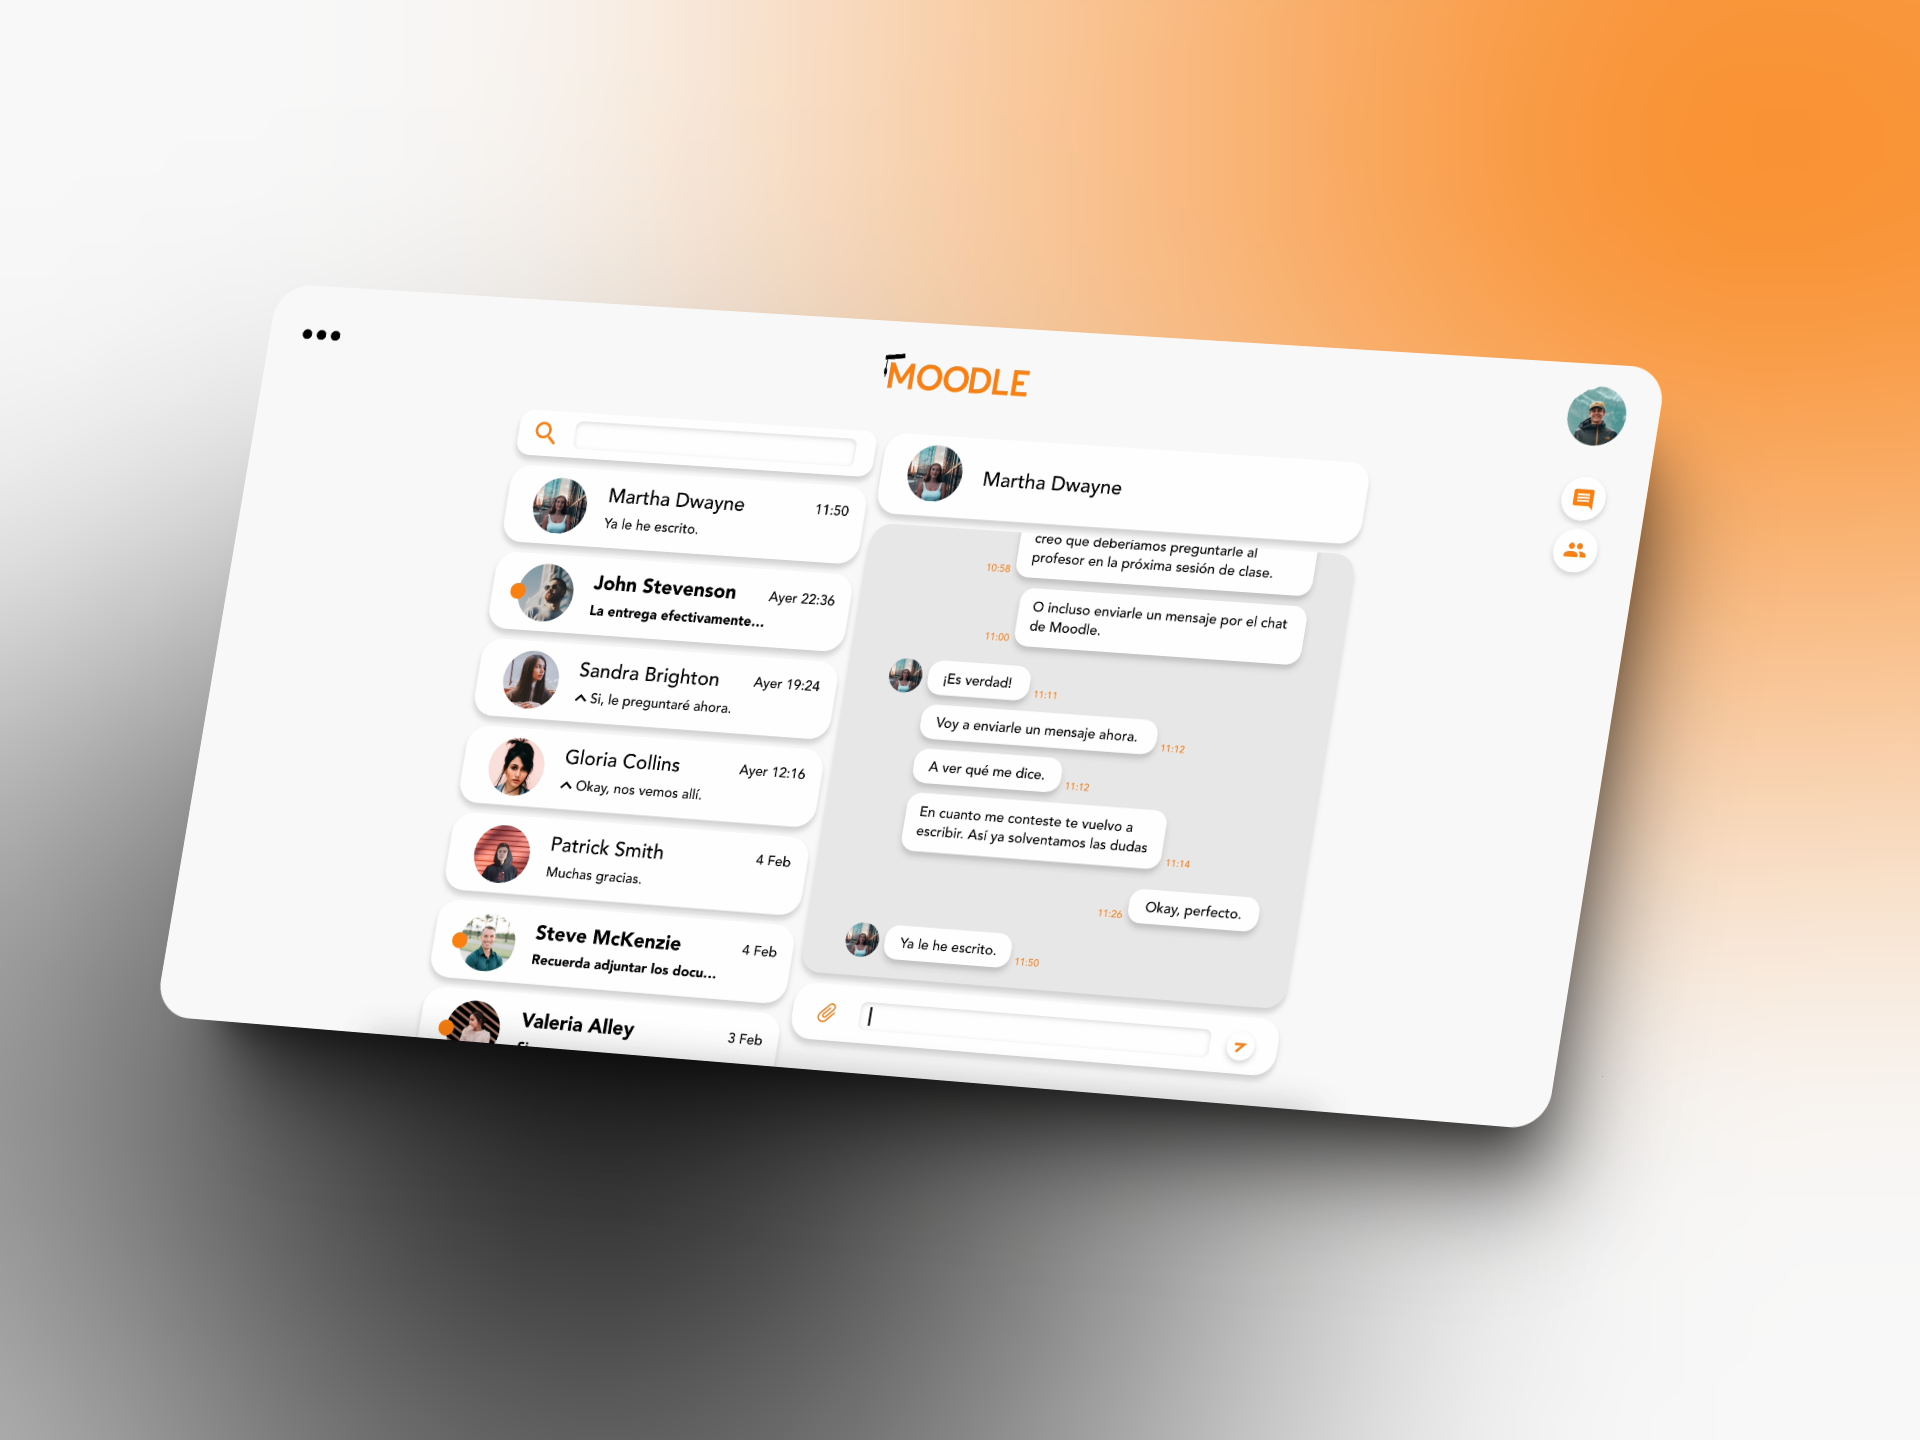 MOODLE
Martha Dwayne
11:50
Ya le he escrito.
John Stevenson
Ayer 22:36
La entrega efectivamente...
Sandra Brighton
Ayer 19:24
Si, le preguntaré ahora.
Gloria Collins
Ayer 12:16
Okay, nos vemos allí.
Patrick Smith
4 Feb
Muchas gracias.
Steve McKenzie
4 Feb
Recuerda adjuntar los docu...
Valeria Alley
3 Feb
Martha Dwayne
creo que deberiamos preguntarle al
profesor en la próxima sesión de clase.
10:58
O incluso enviarle un mensaje por el chat
de Moodle.
11:00
¡Es verdad!
11:11
Voy a enviarle un mensaje ahora.
11:12
A ver qué me dice.
11:12
En cuanto me conteste te vuelvo a
escribir. Así ya solventamos las dudas
11:14
Okay, perfecto.
11:26
Ya le he escrito.
11:50